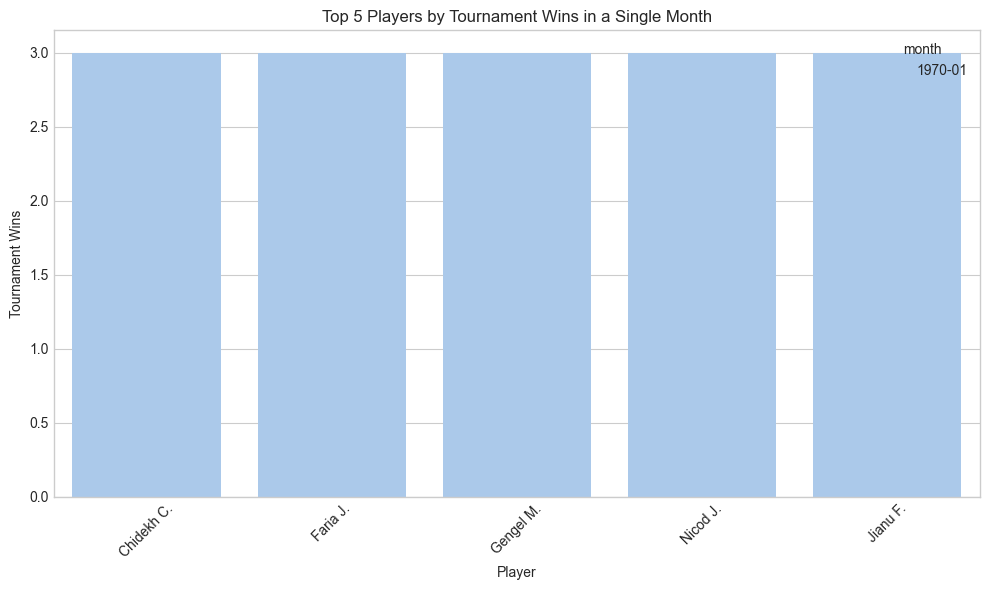 Top 5 Players by Tournament Wins in a Single Month
month
1970-01
3.0
2.5
2.0
1.5
1.0
0.5
0.0
Tournament Wins
Chidekh C.
Faria J.
Gengel M.
Nicod J.
Jianu F.
Player